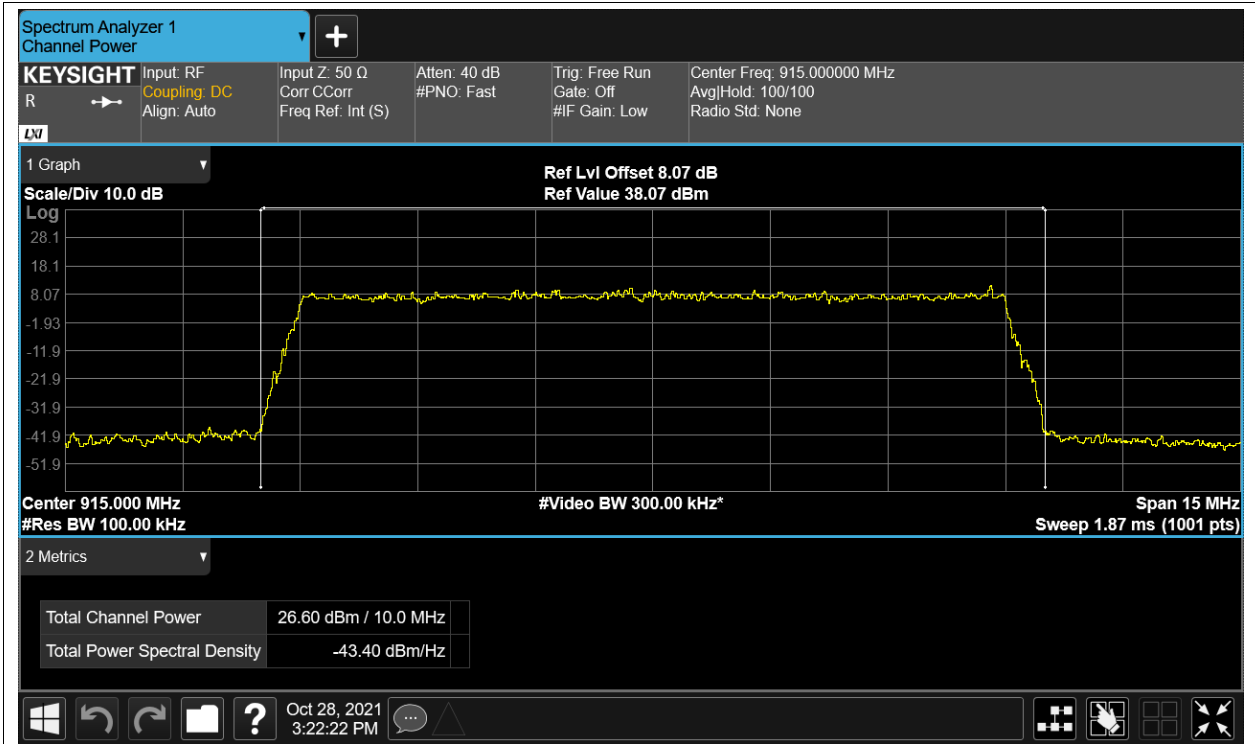 Spectrum Analyzer 1
Channel Power
+
KEYSIGHT
R
LXI
Input: RF
Coupling: DC
Align: Auto
Input Z: 50 Ω
Corr CCorr
Freq Ref: Int (S)
Atten: 40 dB
#PNO: Fast
Trig: Free Run
Gate: Off
#IF Gain: Low
Center Freq: 915.000000 MHz
Avg|Hold: 100/100
Radio Std: None
1 Graph
Scale/Div 10.0 dB
Ref Lvl Offset 8.07 dB
Ref Value 38.07 dBm
Log
28.1
18.1
8.07
-1.93
-11.9
-21.9
-31.9
-41.9
-51.9
Center 915.000 MHz
#Video BW 300.00 kHz*
Span 15 MHz
#Res BW 100.00 kHz
Sweep 1.87 ms (1001 pts)
2 Metrics
Total Channel Power 26.60 dBm / 10.0 MHz
Total Power Spectral Density -43.40 dBm/Hz
?
Oct 28, 2021
3:22:22 PM